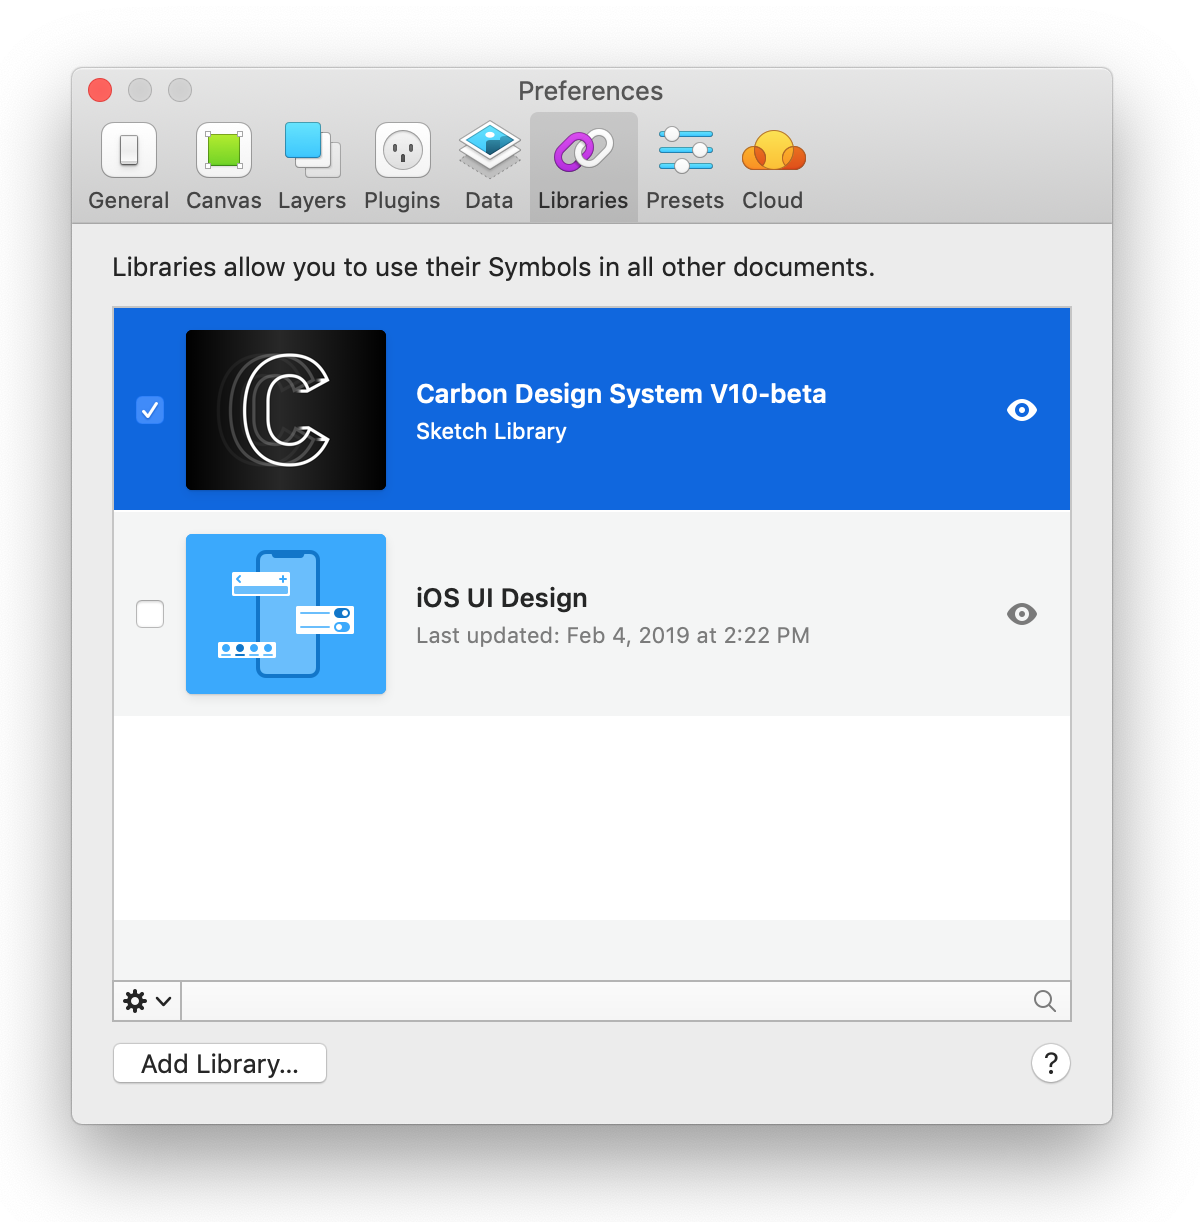 Preferences
General Canvas Layers Plugins Data Libraries Presets Cloud
Libraries allow you to use their Symbols in all other documents.
C
Carbon Design System V10-beta
Sketch Library
iOS UI Design
Last updated: Feb 4, 2019 at 2:22 PM
Add Library...
?